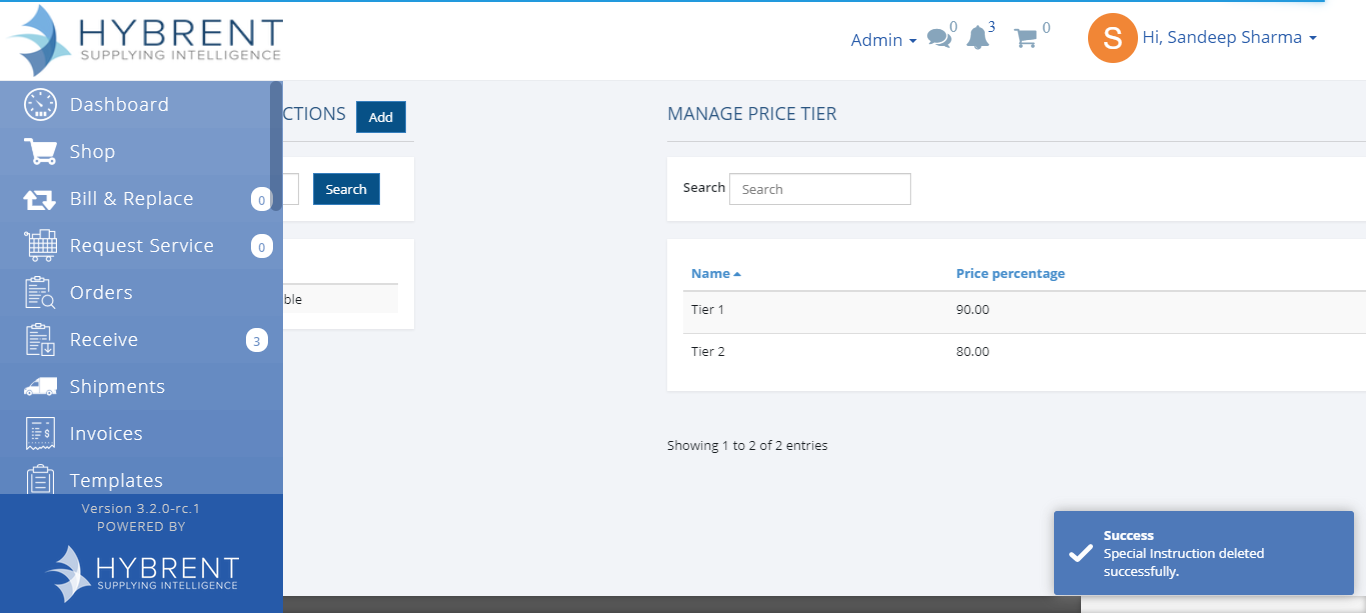 HYBRENT
SUPPLYING INTELLIGENCE
Admin
0
3
0
S
Hi, Sandeep Sharma
Dashboard
Shop
Bill & Replace
0
Request Service
0
Orders
Receive
3
Shipments
Invoices
Templates
Version 3.2.0-rc.1
POWERED BY
HYBRENT
SUPPLYING INTELLIGENCE
CTIONS
Add
Search
ble
MANAGE PRICE TIER
Search
Search
Name
Price percentage
Tier 1
90.00
Tier 2
80.00
Showing 1 to 2 of 2 entries
Success
Special Instruction deleted
successfully.